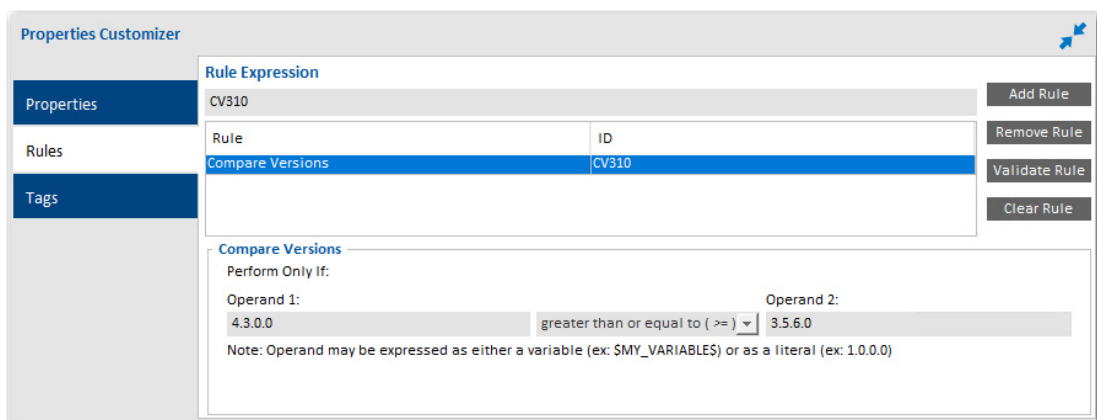 Properties Customizer
Properties
Rules
Tags
Rule Expression
CV310
Rule ID
Compare Versions CV310
Add Rule
Remove Rule
Validate Rule
Clear Rule
Compare Versions
Perform Only If:
Operand 1: Operand 2:
4.3.0.0 greater than or equal to ( >= ) 3.5.6.0
Note: Operand may be expressed as either a variable (ex: $MY_VARIABLE$) or as a literal (ex: 1.0.0.0)